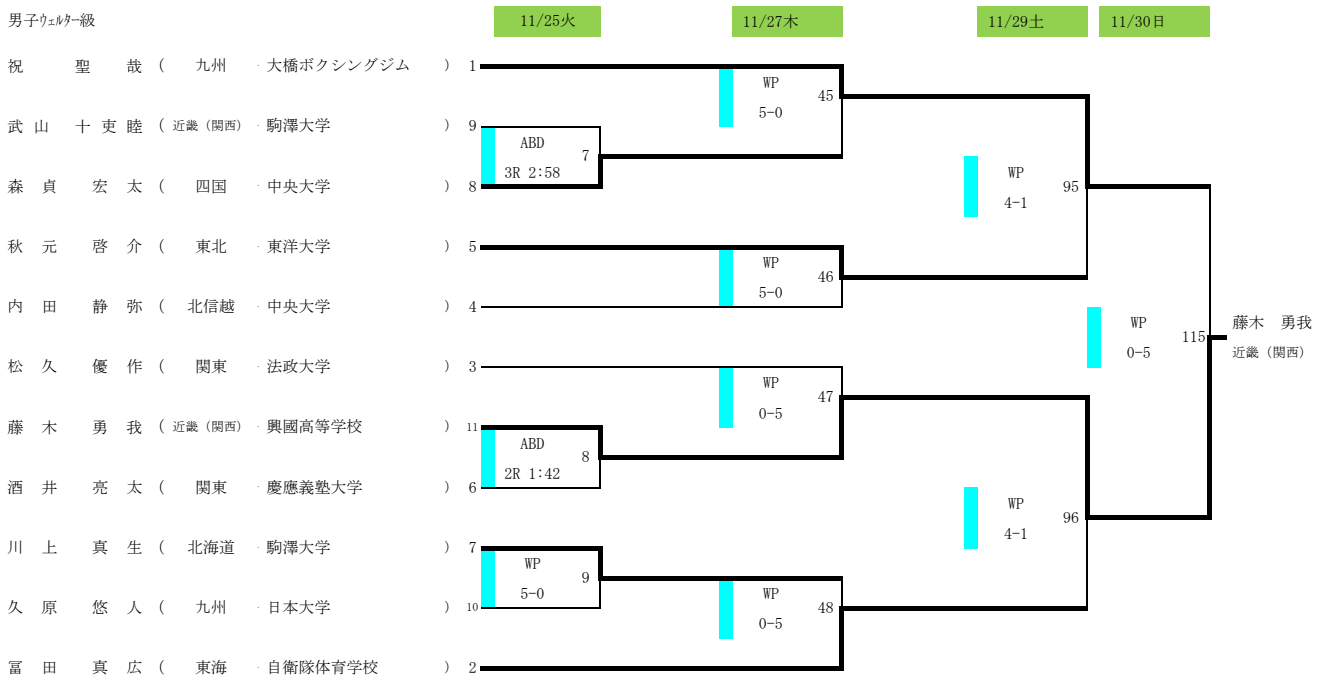 男子ウェルター級 11/25火 11/27木 11/29土 11/30日
祝 聖 哉 ( 九州 · 大橋ボクシングジム ) 1
WP 45
5-0
武 山 十 吏 睦 ( 近畿（関西） · 駒澤大学 ) 9
ABD 7
3R 2:58
森 貞 宏 太 ( 四国 · 中央大学 ) 8
WP 95
4-1
秋 元 啓 介 ( 東北 · 東洋大学 ) 5
WP 46
5-0
内 田 静 弥 ( 北信越 · 中央大学 ) 4
WP 115
0-5
藤木 勇我
近畿（関西）
松 久 優 作 ( 関東 · 法政大学 ) 3
WP 47
0-5
藤 木 勇 我 ( 近畿（関西） · 興國高等学校 ) 11
ABD 8
2R 1:42
酒 井 亮 太 ( 関東 · 慶應義塾大学 ) 6
WP 96
4-1
川 上 真 生 ( 北海道 · 駒澤大学 ) 7
WP 9
5-0
久 原 悠 人 ( 九州 · 日本大学 ) 10
WP 48
0-5
冨 田 真 広 ( 東海 · 自衛隊体育学校 ) 2